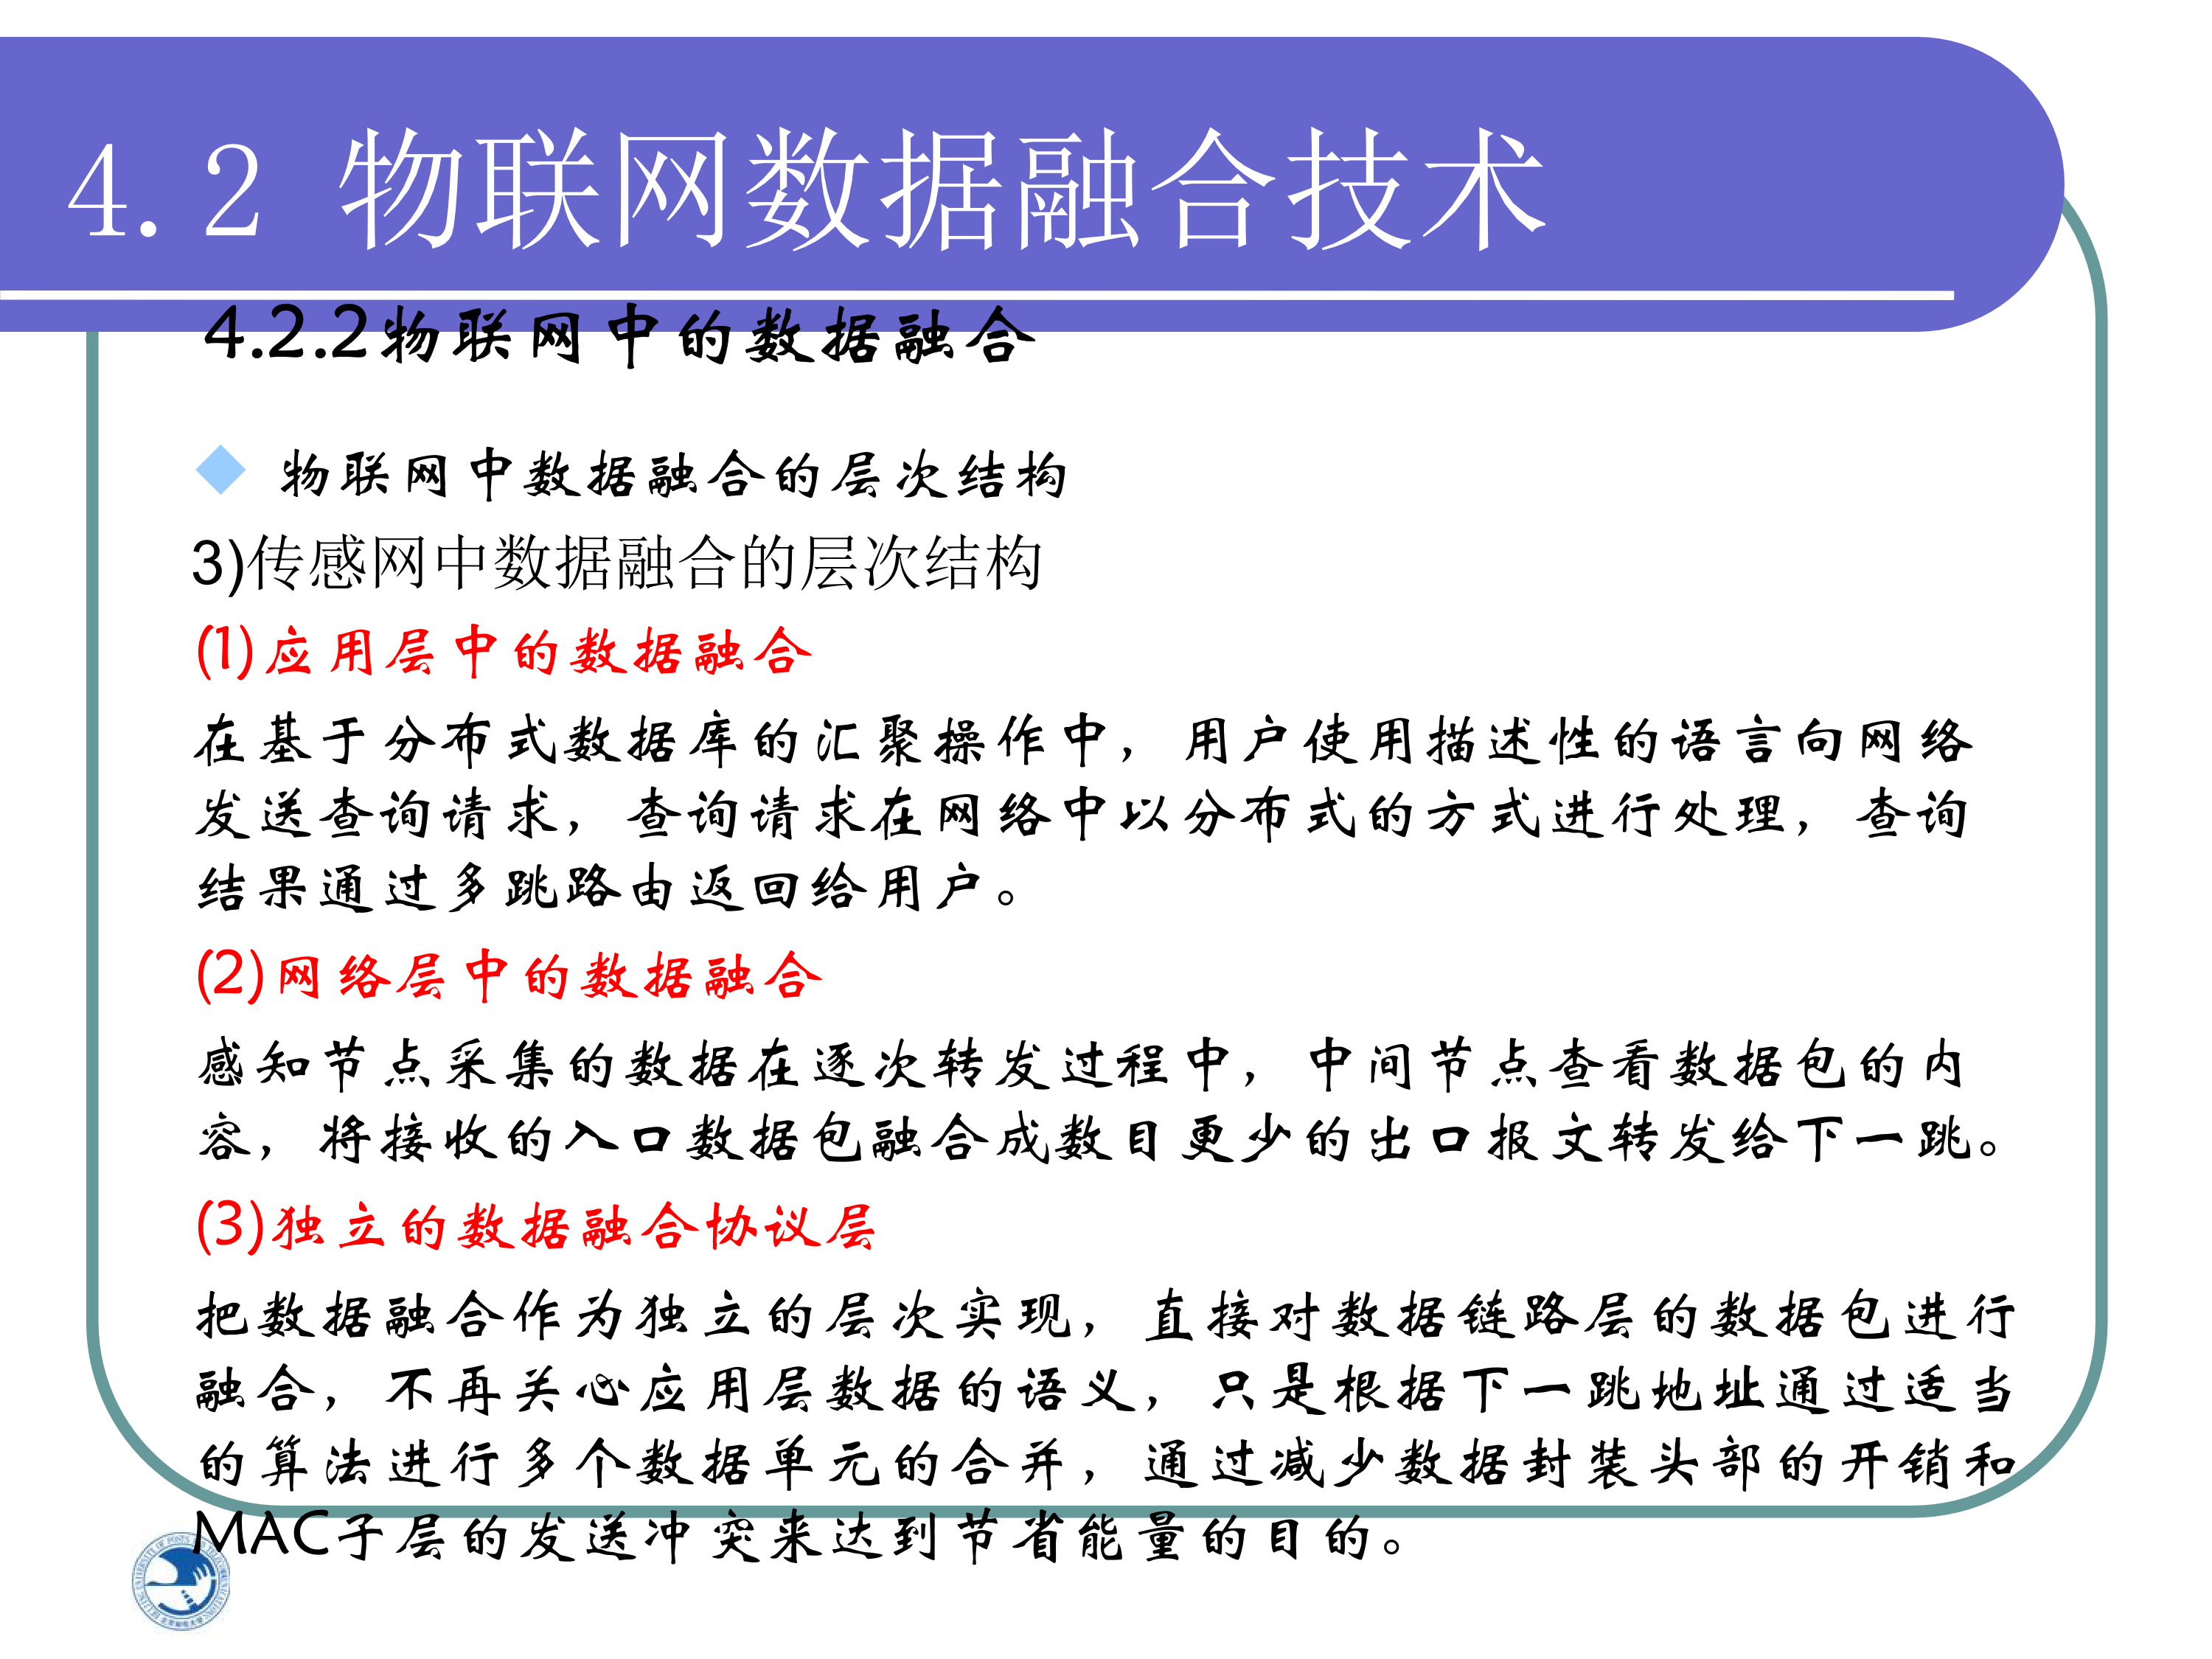 4.2 物联网数据融合技术
4.2.2物联网中的数据融合
物联网中数据融合的层次结构
3)传感网中数据融合的层次结构
(1)应用层中的数据融合
在基于分布式数据库的汇聚操作中，用户使用描述性的语言向网络
发送查询请求，查询请求在网络中以分布式的方式进行处理，查询
结果通过多跳路由返回给用户。
(2)网络层中的数据融合
感知节点采集的数据在逐次转发过程中，中间节点查看数据包的内
容，将接收的入口数据包融合成数目更少的出口报文转发给下一跳。
(3)独立的数据融合协议层
把数据融合作为独立的层次实现，直接对数据链路层的数据包进行
融合，不再关心应用层数据的语义，只是根据下一跳地址通过适当
的算法进行多个数据单元的合并，通过减少数据封装头部的开销和
MAC子层的发送冲突来达到节省能量的目的。